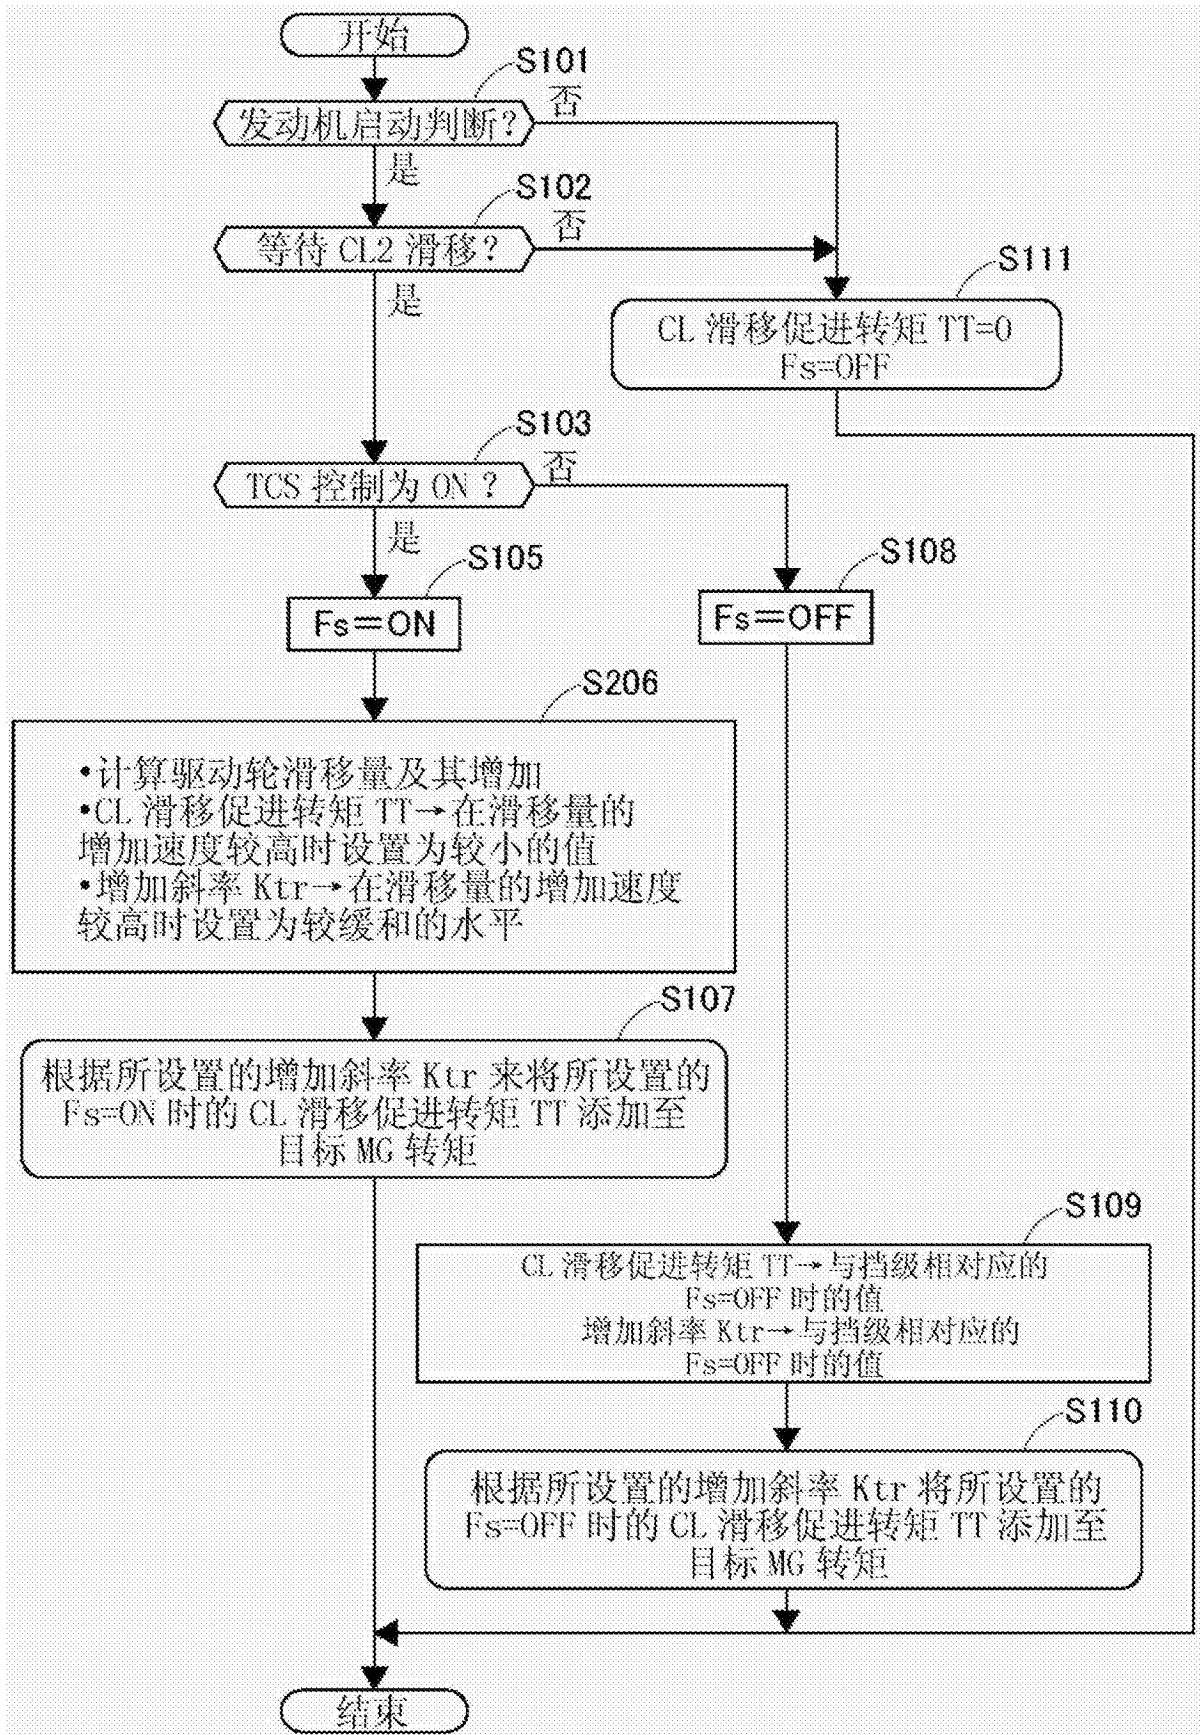 开始
S101
发动机启动判断?
否
是
S102
等待 CL2 滑移?
否
是
S111
CL 滑移促进转矩 TT=0
Fs=OFF
S103
TCS 控制为 ON ?
否
是
S105
Fs=ON
S108
Fs=OFF
S206
•计算驱动轮滑移量及其增加
•CL 滑移促进转矩 TT→在滑移量的
增加速度较高时设置为较小的值
•增加斜率 Ktr→在滑移量的增加速度
较高时设置为较缓和的水平
S107
根据所设置的增加斜率 Ktr 来将所设置的
Fs=ON 时的 CL 滑移促进转矩 TT 添加至
目标 MG 转矩
S109
CL 滑移促进转矩 TT→与挡级相对应的
Fs=OFF 时的值
增加斜率 Ktr→与挡级相对应的
Fs=OFF 时的值
S110
根据所设置的增加斜率 Ktr 将所设置的
Fs=OFF 时的 CL 滑移促进转矩 TT 添加至
目标 MG 转矩
结束